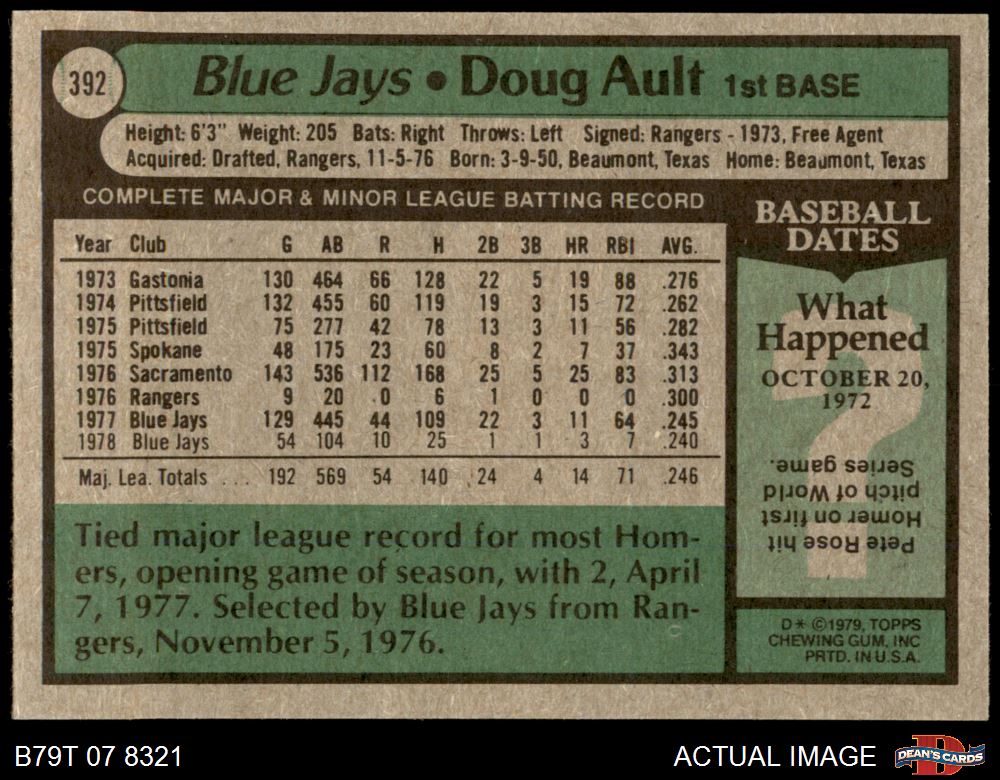 392 Blue Jays • Doug Ault 1st BASE
Height: 6'3" Weight: 205 Bats: Right Throws: Left Signed: Rangers - 1973, Free Agent
Acquired: Drafted, Rangers, 11-5-76 Born: 3-9-50, Beaumont, Texas Home: Beaumont, Texas
COMPLETE MAJOR & MINOR LEAGUE BATTING RECORD
Year Club G AB R H 2B 3B HR RBI AVG.
1973 Gastonia 130 464 66 128 22 5 19 88 .276
1974 Pittsfield 132 455 60 119 19 3 15 72 .262
1975 Pittsfield 75 277 42 78 13 3 11 56 .282
1975 Spokane 48 175 23 60 8 2 7 37 .343
1976 Sacramento 143 536 112 168 25 5 25 83 .313
1976 Rangers 9 20 0 6 1 0 0 0 .300
1977 Blue Jays 129 445 44 109 22 3 11 64 .245
1978 Blue Jays 54 104 10 25 1 1 3 7 .240
Maj. Lea. Totals . . . 192 569 54 140 24 4 14 71 .246
Tied major league record for most Hom-
ers, opening game of season, with 2, April
7, 1977. Selected by Blue Jays from Ran-
gers, November 5, 1976.
BASEBALL
DATES
What
Happened
OCTOBER 20,
1972
?
Pete Rose hit
Homer on first
pitch of World
Series game.
D* ©1979, TOPPS
CHEWING GUM, INC
PRTD. IN U.S.A.
B79T 07 8321 ACTUAL IMAGE
D
DEAN'S CARDS